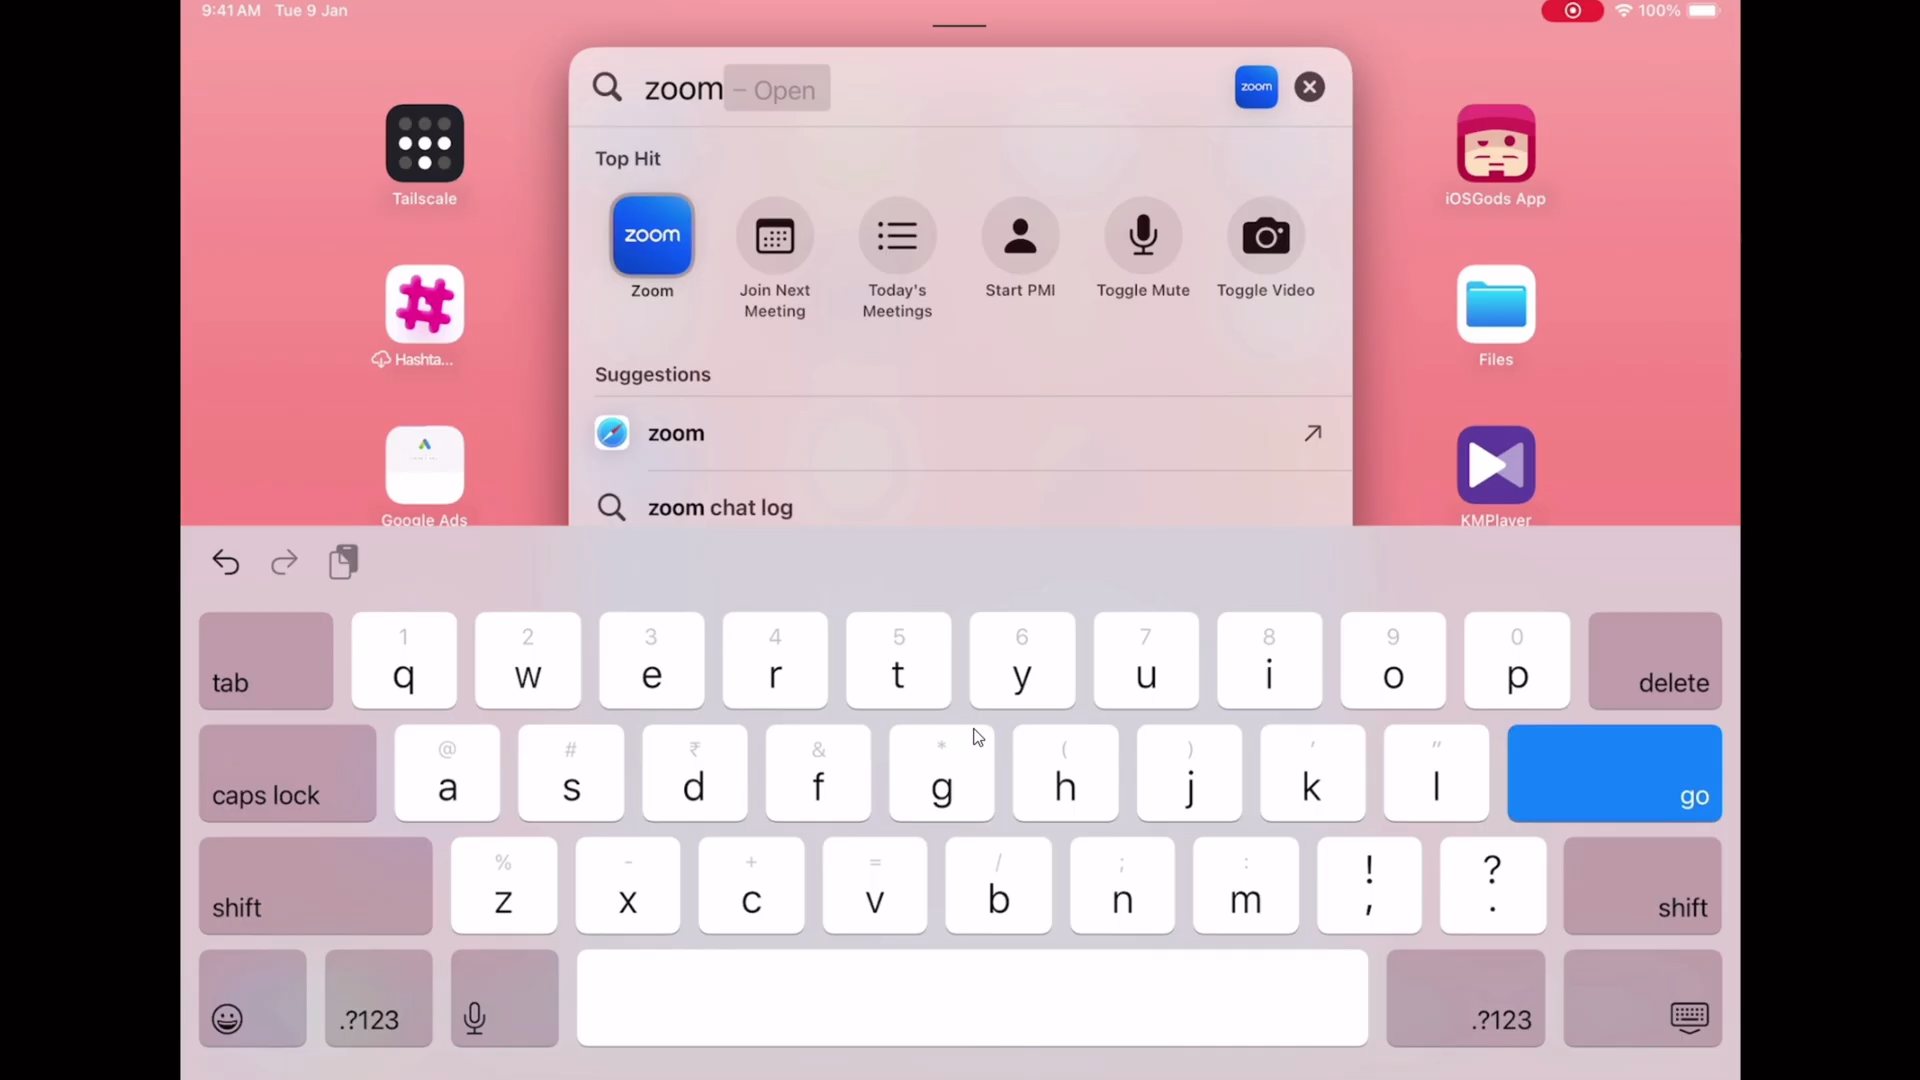 9:41 AM Tue 9 Jan
100%
zoom – Open
zoom
Top Hit
Tailscale
iOSGods App
zoom
Zoom
Join Next
Meeting
Today's
Meetings
Start PMI
Toggle Mute
Toggle Video
Hashta...
Files
Suggestions
zoom
zoom chat log
Google Ads
KMPlayer
tab
1 2 3 4 5 6 7 8 9 0
q w e r t y u i o p
delete
caps lock
@ # ₹ & * ( ) ' "
a s d f g h j k l
go
shift
% - + = / ; : ! ?
z x c v b n m , .
shift
.?123
.?123